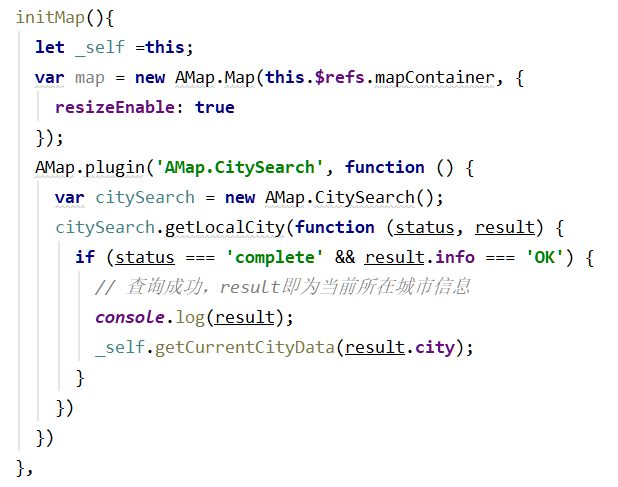 initMap(){
let _self =this;
var map = new AMap.Map(this.$refs.mapContainer, {
resizeEnable: true
});
AMap.plugin('AMap.CitySearch', function () {
var citySearch = new AMap.CitySearch();
citySearch.getLocalCity(function (status, result) {
if (status === 'complete' && result.info === 'OK') {
// 查询成功，result即为当前所在城市信息
console.log(result);
_self.getCurrentCityData(result.city);
}
})
})
},